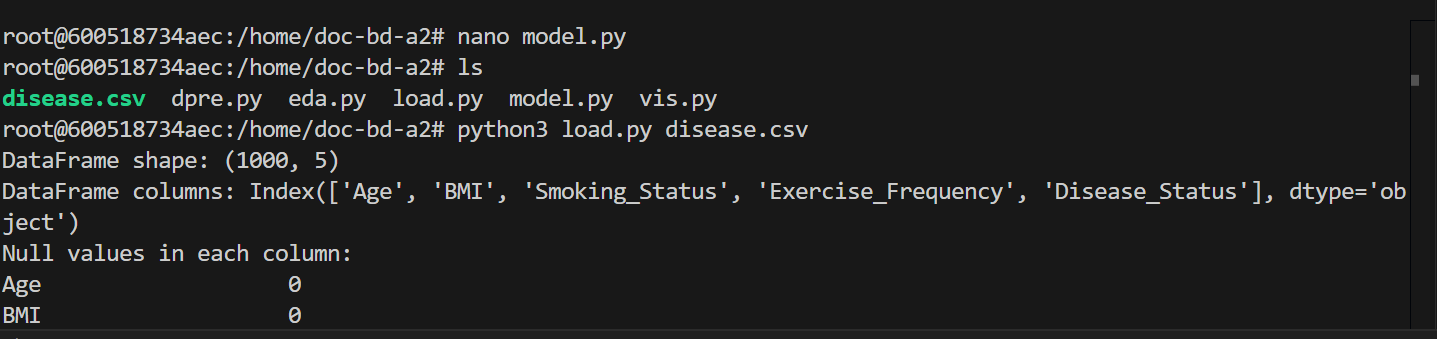 root@600518734aec:/home/doc-bd-a2# nano model.py
root@600518734aec:/home/doc-bd-a2# ls
disease.csv  dpre.py  eda.py  load.py  model.py  vis.py
root@600518734aec:/home/doc-bd-a2# python3 load.py disease.csv
DataFrame shape: (1000, 5)
DataFrame columns: Index(['Age', 'BMI', 'Smoking_Status', 'Exercise_Frequency', 'Disease_Status'], dtype='ob
ject')
Null values in each column:
Age                   0
BMI                   0